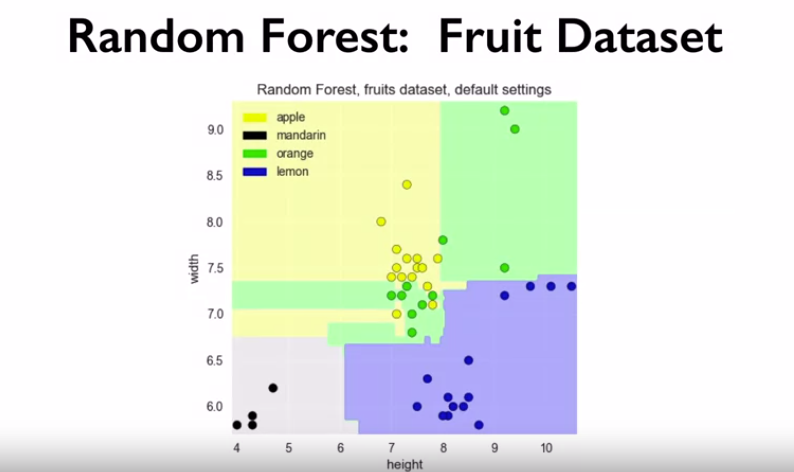 Random Forest: Fruit Dataset
Random Forest, fruits dataset, default settings
apple
mandarin
orange
lemon
width
9.0
8.5
8.0
7.5
7.0
6.5
6.0
4 5 6 7 8 9 10
height